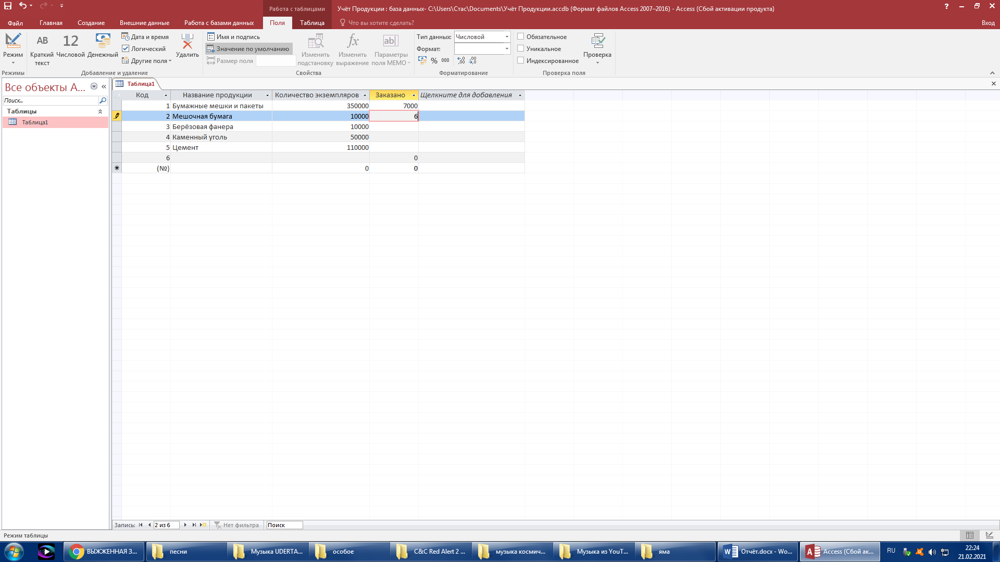 Работа с таблицами
Учёт Продукции : база данных- C:\Users\Стас\Documents\Учёт Продукции.accdb (Формат файлов Access 2007–2016) - Access (Сбой активации продукта)
?
Файл Главная Создание Внешние данные Работа с базами данных Поля Таблица Что вы хотите сделать? Вход
Режим
Режимы
AB Краткий текст
12 Числовой
Денежный
Дата и время
Логический
Другие поля
Удалить
Добавление и удаление
Имя и подпись
Значение по умолчанию
Размер поля
Изменить подстановку
fx Изменить выражение
ab| Параметры поля МЕМО
Свойства
Тип данных: Числовой
Формат:
% 000 ,00 ,00
Форматирование
Обязательное
Уникальное
Индексированное
Проверка
Проверка поля
Все объекты A...
Поиск...
Таблицы
Таблица1
Таблица1
Код Название продукции Количество экземпляров Заказано Щелкните для добавления
1 Бумажные мешки и пакеты 350000 7000
2 Мешочная бумага 10000 6
3 Берёзовая фанера 10000
4 Каменный уголь 50000
5 Цемент 110000
6 0
(№) 0 0
Запись: 2 из 6 Нет фильтра Поиск
Режим таблицы
ВЫЖЖЕННАЯ З... песни Музыка UDERTA... особое C&C Red Alert 2 ... музыка космич... Музыка из YouT... яма Отчёт.docx - Wo... Access (Сбой ак... RU 22:24
21.02.2021